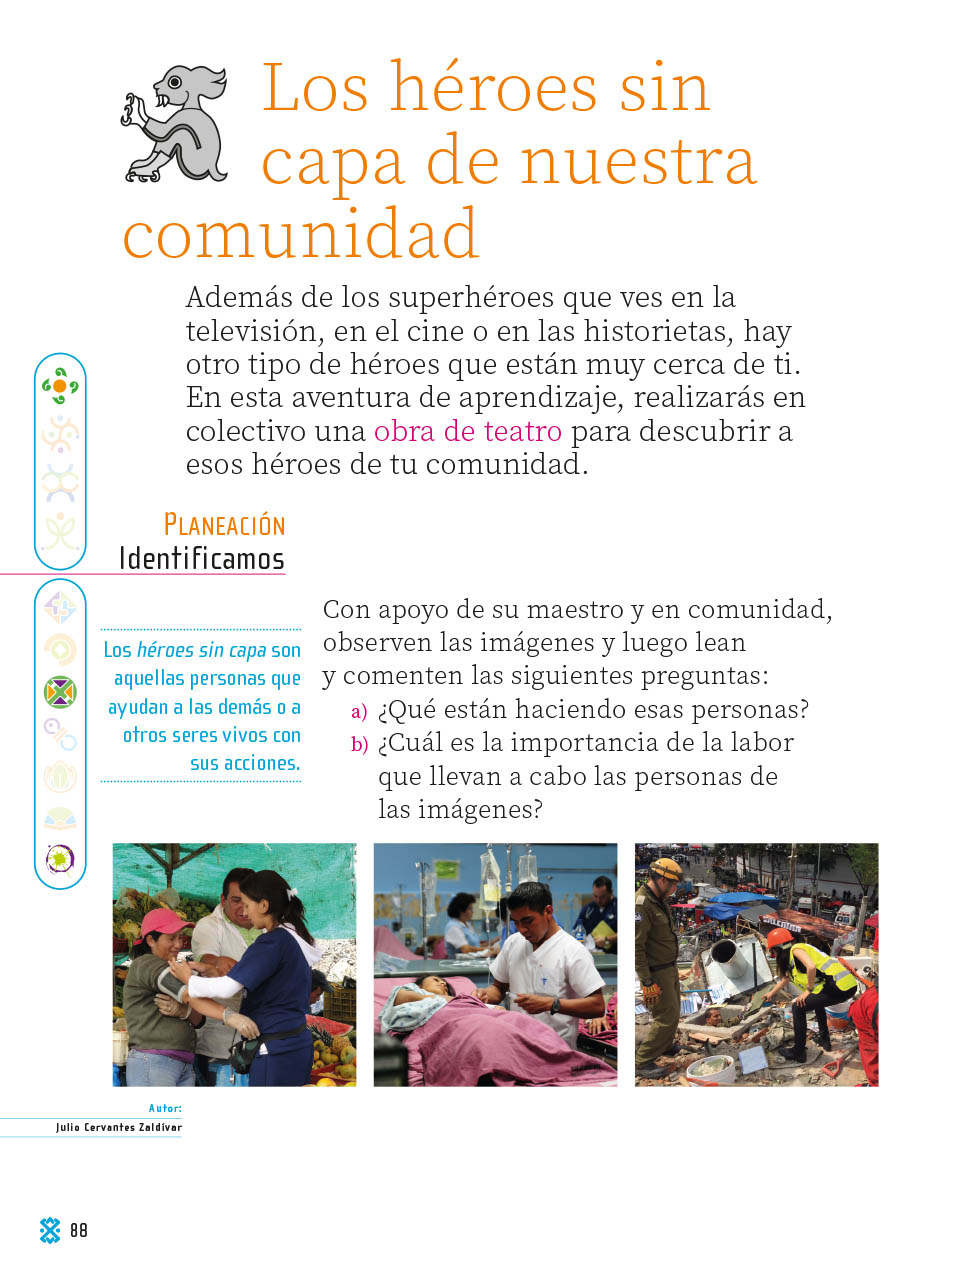 Los héroes sin
capa de nuestra
comunidad
Además de los superhéroes que ves en la
televisión, en el cine o en las historietas, hay
otro tipo de héroes que están muy cerca de ti.
En esta aventura de aprendizaje, realizarás en
colectivo una obra de teatro para descubrir a
esos héroes de tu comunidad.
PLANEACIÓN
Identificamos
Los héroes sin capa son
aquellas personas que
ayudan a las demás o a
otros seres vivos con
sus acciones.
Con apoyo de su maestro y en comunidad,
observen las imágenes y luego lean
y comenten las siguientes preguntas:
a) ¿Qué están haciendo esas personas?
b) ¿Cuál es la importancia de la labor
que llevan a cabo las personas de
las imágenes?
Autor:
Julio Cervantes Zaldívar
88